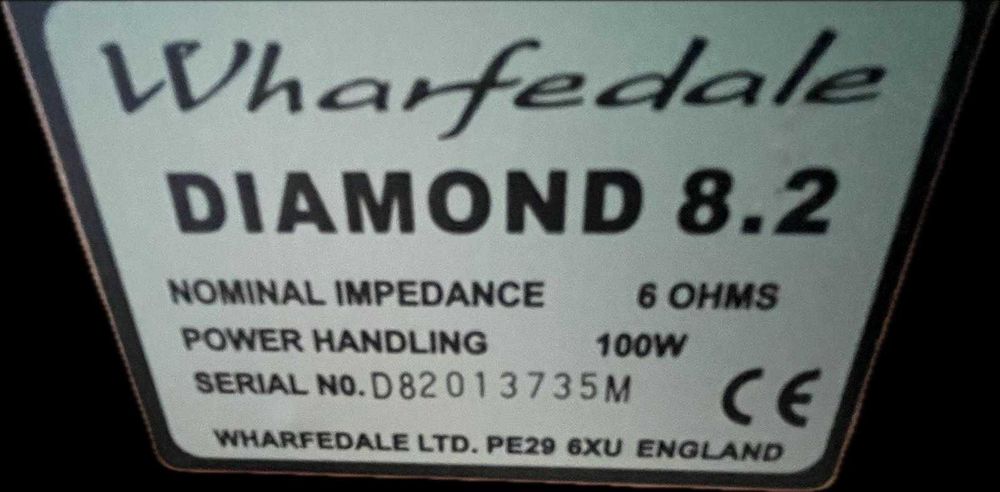 Wharfedale
DIAMOND 8.2
NOMINAL IMPEDANCE 6 OHMS
POWER HANDLING 100W
SERIAL NO. D82013735M
CE
WHARFEDALE LTD. PE29 6XU ENGLAND